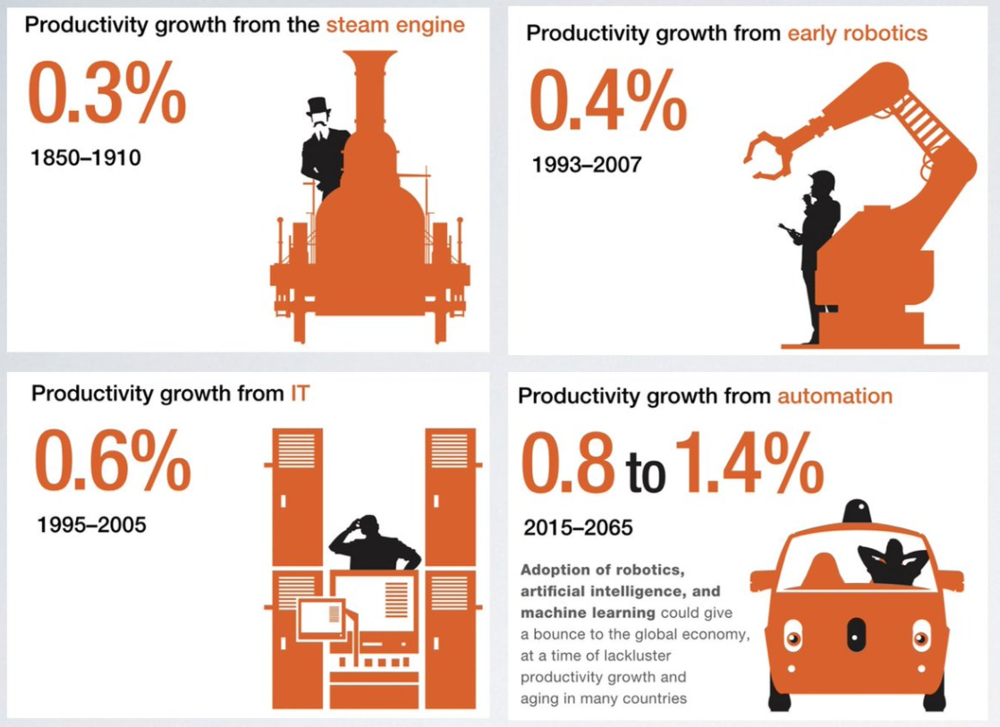 Productivity growth from the steam engine
0.3%
1850–1910
Productivity growth from early robotics
0.4%
1993–2007
Productivity growth from IT
0.6%
1995–2005
Productivity growth from automation
0.8 to 1.4%
2015–2065
Adoption of robotics,
artificial intelligence, and
machine learning could give
a bounce to the global economy,
at a time of lackluster
productivity growth and
aging in many countries